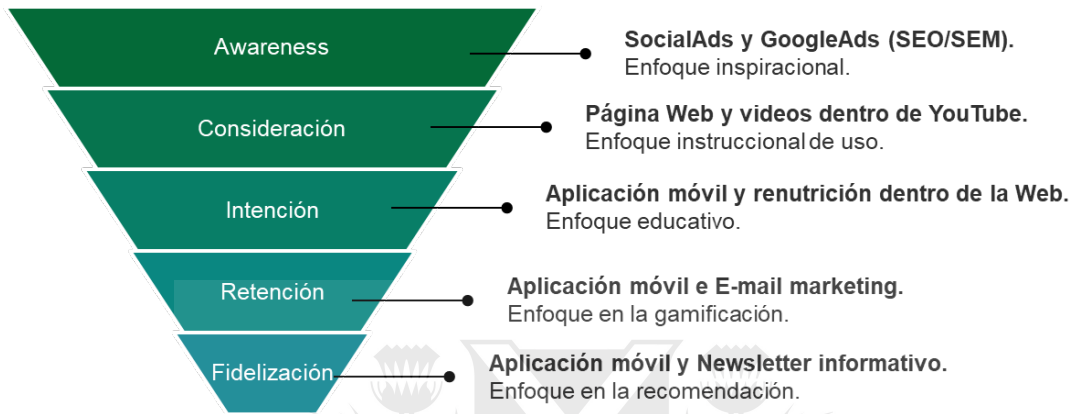 Awareness
SocialAds y GoogleAds (SEO/SEM).
Enfoque inspiracional.
Consideración
Página Web y videos dentro de YouTube.
Enfoque instruccional de uso.
Intención
Aplicación móvil y renutrición dentro de la Web.
Enfoque educativo.
Retención
Aplicación móvil e E-mail marketing.
Enfoque en la gamificación.
Fidelización
Aplicación móvil y Newsletter informativo.
Enfoque en la recomendación.